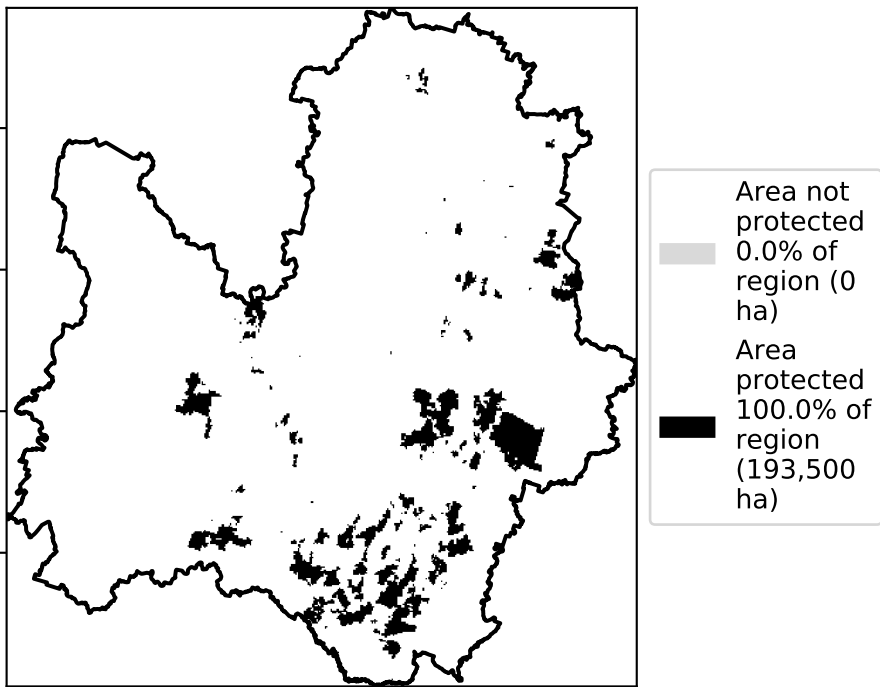 Area not
protected
0.0% of
region (0
ha)
Area
protected
100.0% of
region
(193,500
ha)